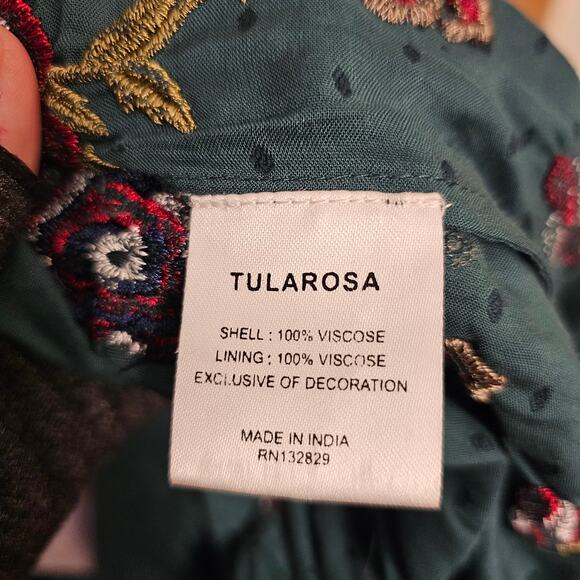 TULAROSA
SHELL : 100% VISCOSE
LINING : 100% VISCOSE
EXCLUSIVE OF DECORATION
MADE IN INDIA
RN132829